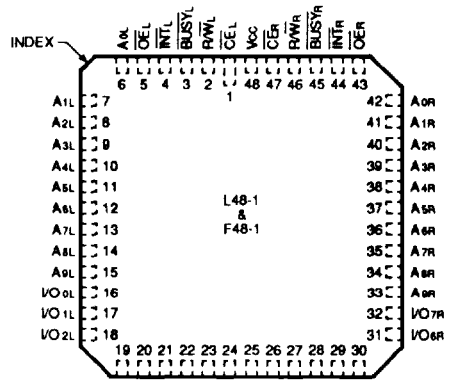 INDEX
A0L OEL INTL BUSYL R/WL CEL VCC CER R/WR BUSYR INTR OER
6 5 4 3 2 1 48 47 46 45 44 43
A1L 7 42 A0R
A2L 8 41 A1R
A3L 9 40 A2R
A4L 10 39 A3R
A5L 11 38 A4R
A6L 12 37 A5R
A7L 13 36 A6R
A8L 14 35 A7R
A9L 15 34 A8R
I/O0L 16 33 A9R
I/O1L 17 32 I/O7R
I/O2L 18 31 I/O6R
L48-1
&
F48-1
19 20 21 22 23 24 25 26 27 28 29 30